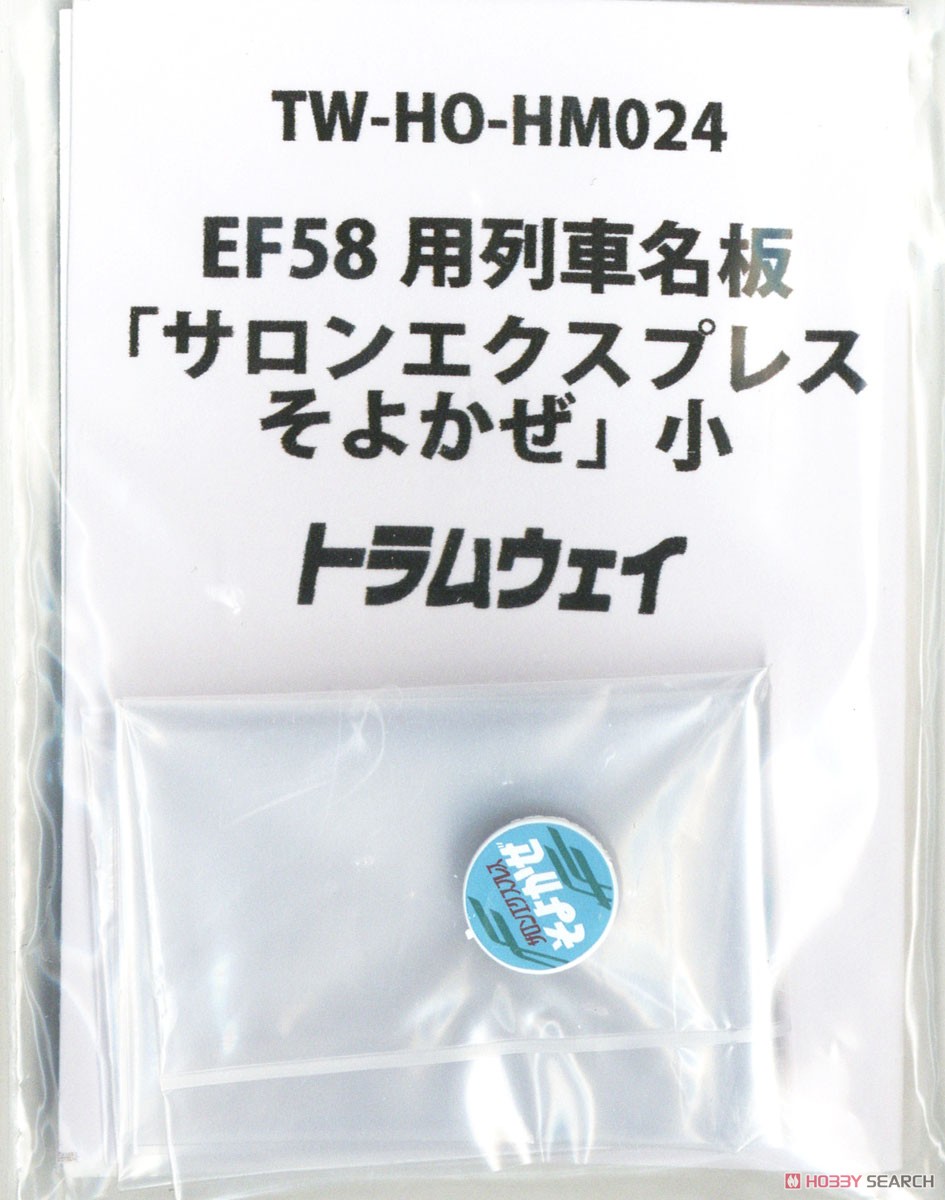 TW-HO-HM024
EF58 用列車名板
「サロンエクスプレス
そよかぜ」小
トラムウェイ
サロンエクスプレス
そよかぜ
HOBBY SEARCH